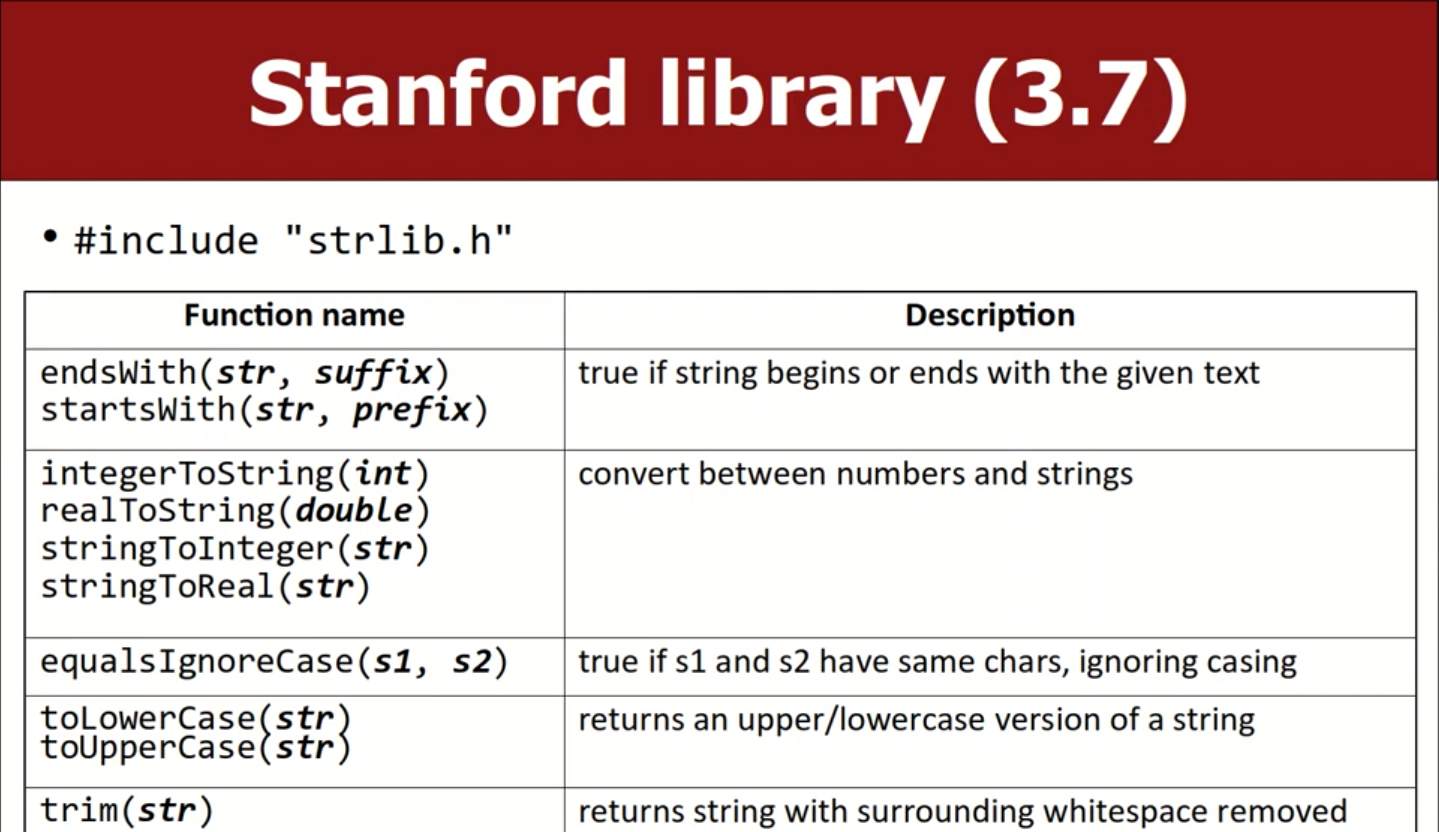 Stanford library (3.7)
• #include "strlib.h"
Function name Description
endsWith(str, suffix) true if string begins or ends with the given text
startsWith(str, prefix)
integerToString(int) convert between numbers and strings
realToString(double)
stringToInteger(str)
stringToReal(str)
equalsIgnoreCase(s1, s2) true if s1 and s2 have same chars, ignoring casing
toLowerCase(str) returns an upper/lowercase version of a string
toUpperCase(str)
trim(str) returns string with surrounding whitespace removed